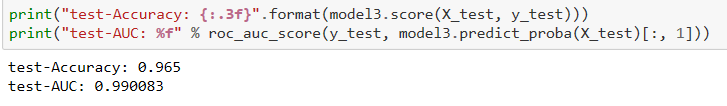 print("test-Accuracy: {:.3f}".format(model3.score(X_test, y_test)))
print("test-AUC: %f" % roc_auc_score(y_test, model3.predict_proba(X_test)[:, 1]))
test-Accuracy: 0.965
test-AUC: 0.990083